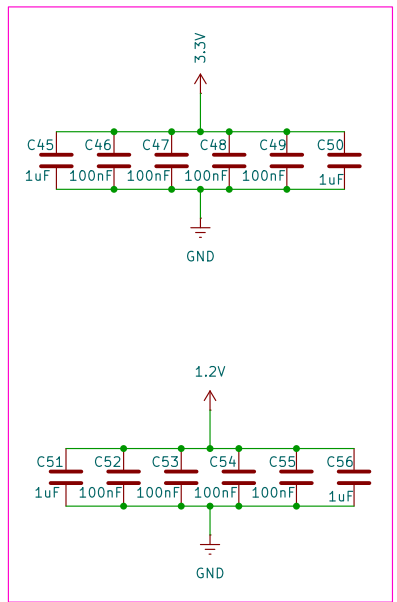 3.3V
C45 C46 C47 C48 C49 C50
1uF 100nF 100nF 100nF 100nF 1uF
GND
1.2V
C51 C52 C53 C54 C55 C56
1uF 100nF 100nF 100nF 100nF 1uF
GND